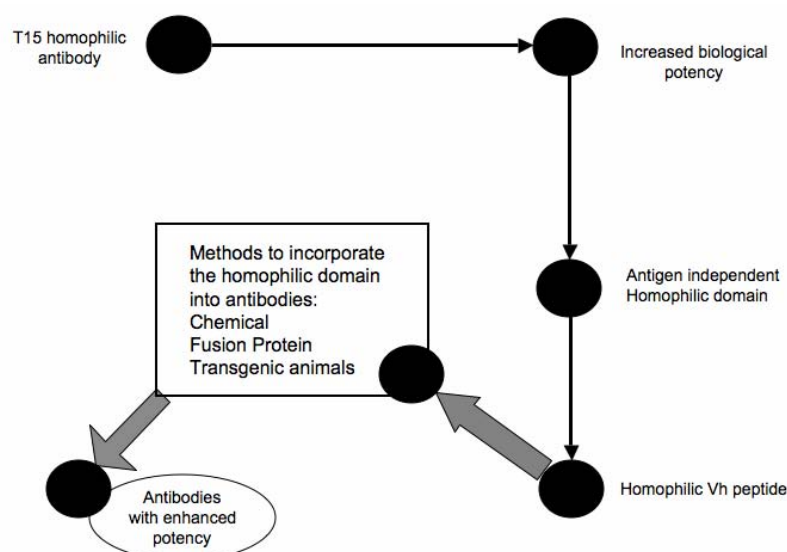 T15 homophilic
antibody
Increased biological
potency
Antigen independent
Homophilic domain
Homophilic Vh peptide
Methods to incorporate
the homophilic domain
into antibodies:
Chemical
Fusion Protein
Transgenic animals
Antibodies
with enhanced
potency